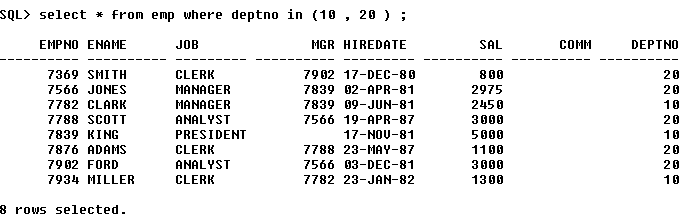 SQL> select * from emp where deptno in (10 , 20 ) ;
EMPNO ENAME JOB MGR HIREDATE SAL COMM DEPTNO
---------- ---------- --------- ---------- --------- ---------- ---------- ----------
7369 SMITH CLERK 7902 17-DEC-80 800 20
7566 JONES MANAGER 7839 02-APR-81 2975 20
7782 CLARK MANAGER 7839 09-JUN-81 2450 10
7788 SCOTT ANALYST 7566 19-APR-87 3000 20
7839 KING PRESIDENT 17-NOV-81 5000 10
7876 ADAMS CLERK 7788 23-MAY-87 1100 20
7902 FORD ANALYST 7566 03-DEC-81 3000 20
7934 MILLER CLERK 7782 23-JAN-82 1300 10
8 rows selected.